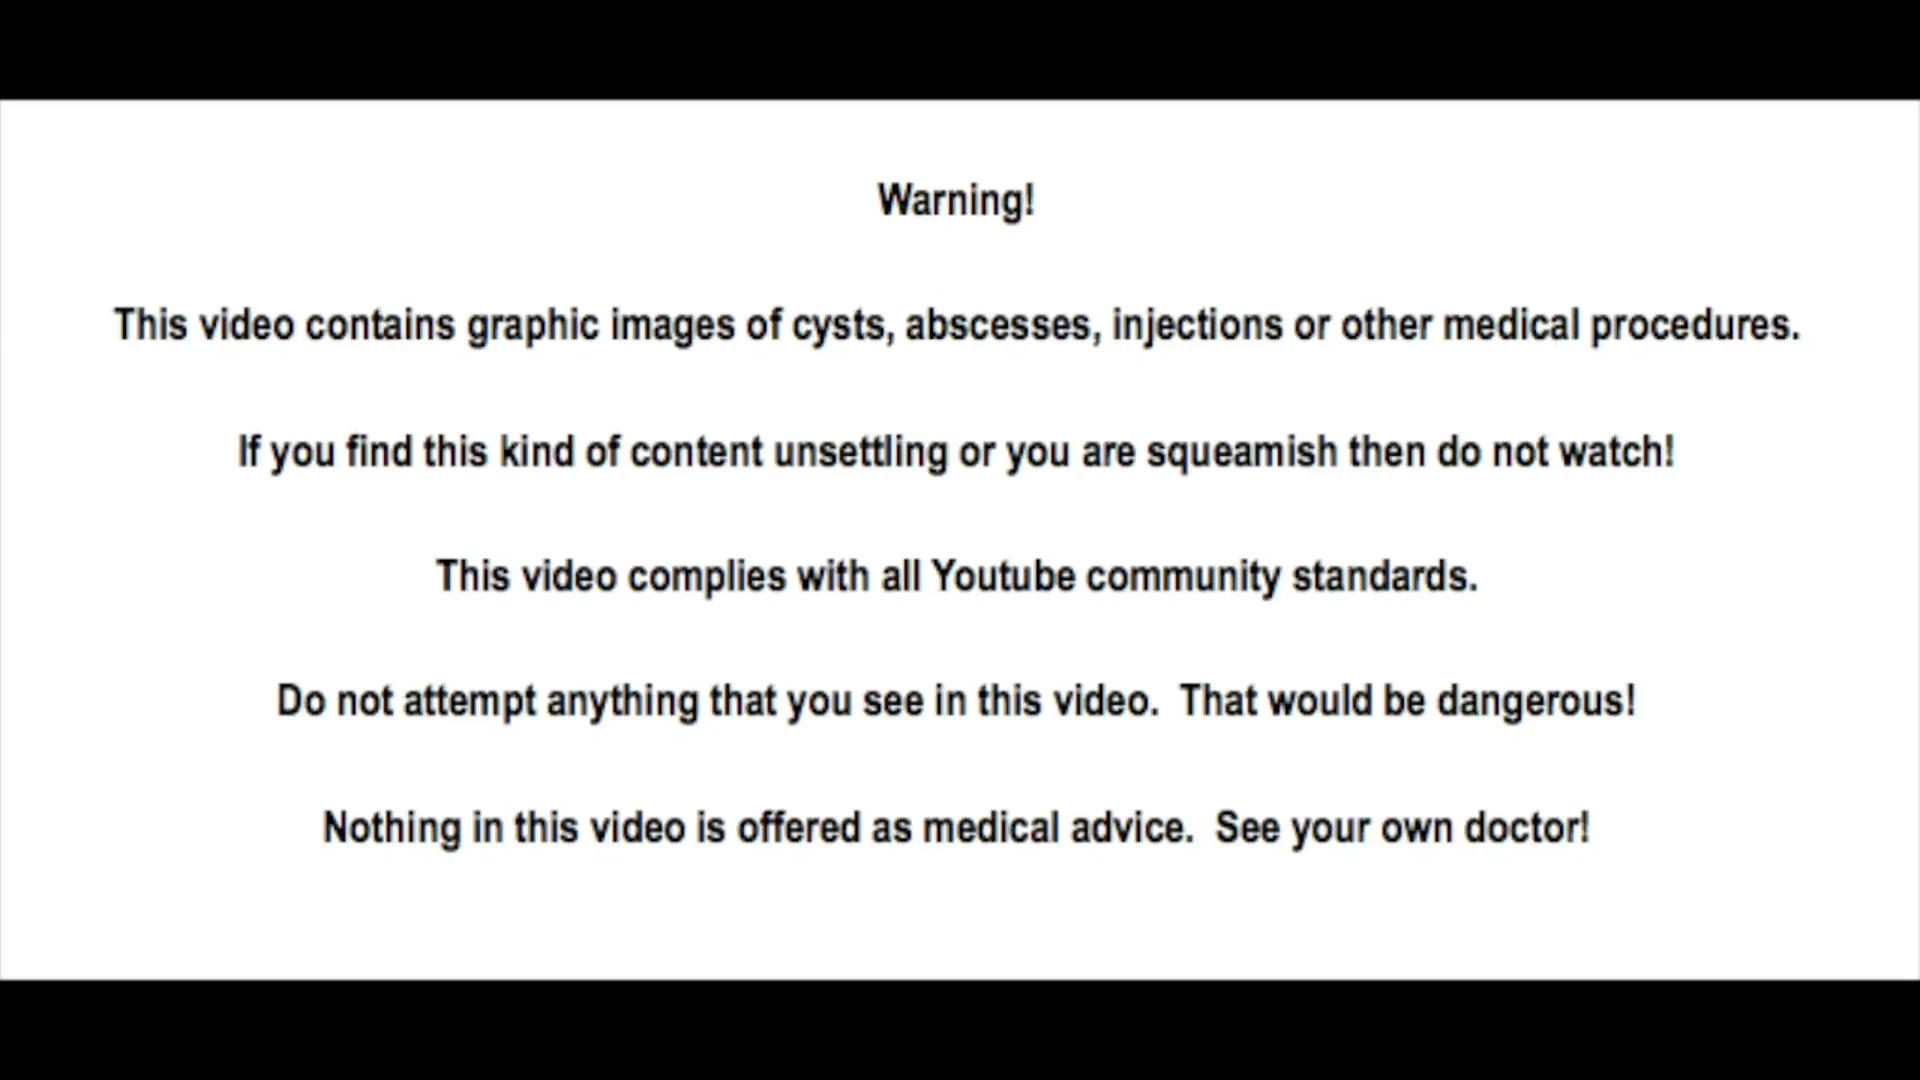 Warning!
This video contains graphic images of cysts, abscesses, injections or other medical procedures.
If you find this kind of content unsettling or you are squeamish then do not watch!
This video complies with all Youtube community standards.
Do not attempt anything that you see in this video.  That would be dangerous!
Nothing in this video is offered as medical advice.  See your own doctor!